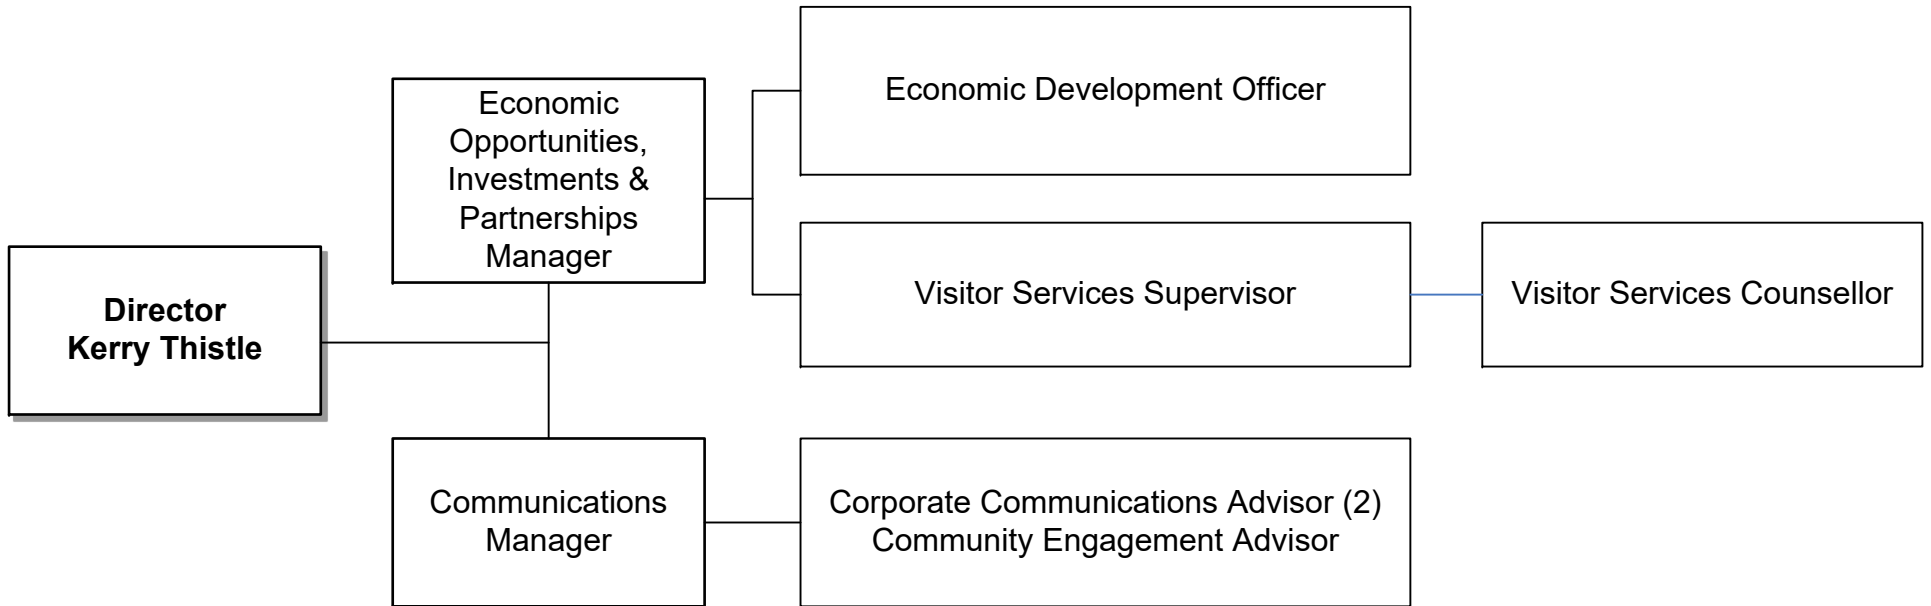 Director
Kerry Thistle
Economic
Opportunities,
Investments &
Partnerships
Manager
Economic Development Officer
Visitor Services Supervisor
Visitor Services Counsellor
Communications
Manager
Corporate Communications Advisor (2)
Community Engagement Advisor